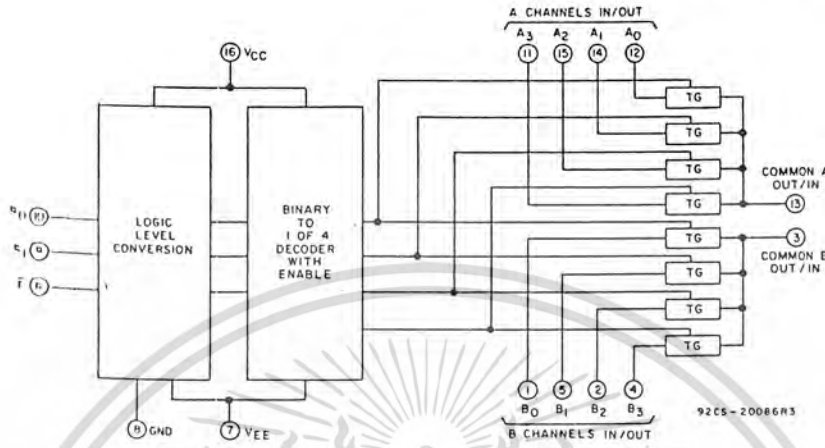 A CHANNELS IN/OUT
A3 A2 A1 A0
11 15 14 12
16 VCC
TG
TG
TG
TG
COMMON A
OUT/IN
13
LOGIC
LEVEL
CONVERSION
BINARY
TO
1 OF 4
DECODER
WITH
ENABLE
TG
TG
TG
TG
3
COMMON B
OUT/IN
1 5 2 4
B0 B1 B2 B3
B CHANNELS IN/OUT
8 GND
7 VEE
92CS-20086R3